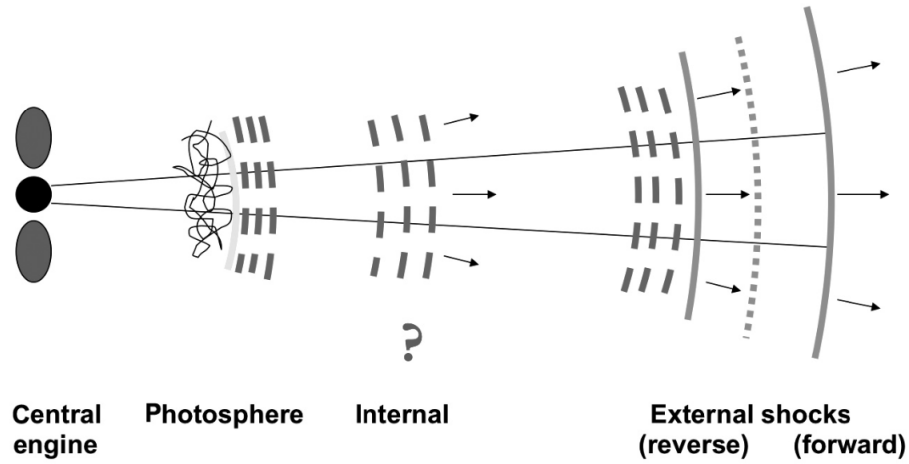 ?
Central engine
Photosphere
Internal
External shocks
(reverse) (forward)